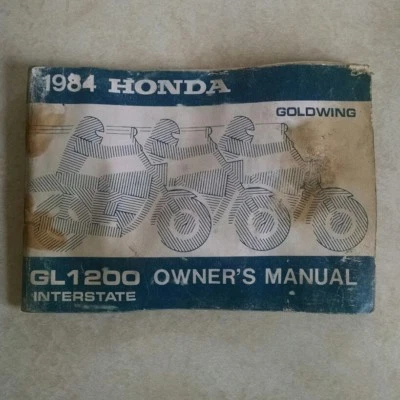 1984 HONDA
GOLDWING
GL1200 OWNER'S MANUAL
INTERSTATE